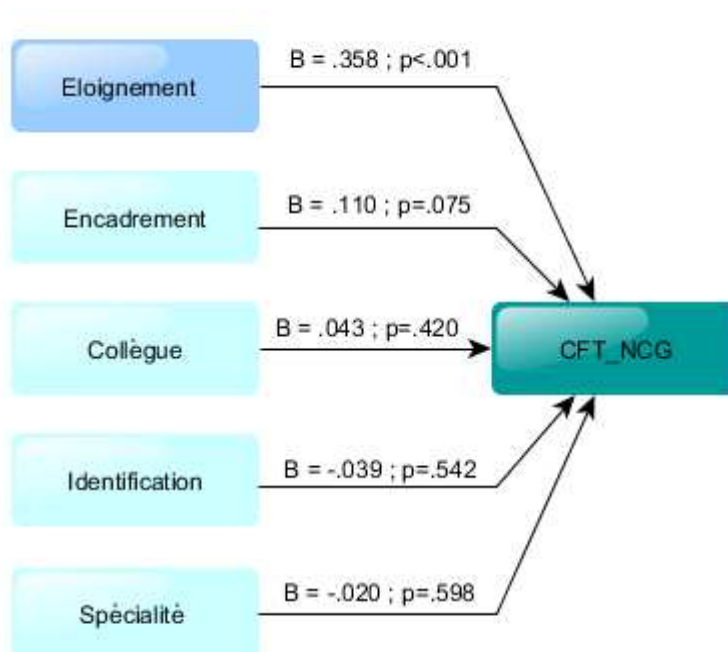 B = .358 ; p<.001
Eloignement
B = .110 ; p=.075
Encadrement
B = .043 ; p=.420
Collègue
CFT_NCG
B = -.039 ; p=.542
Identification
B = -.020 ; p=.598
Spécialité